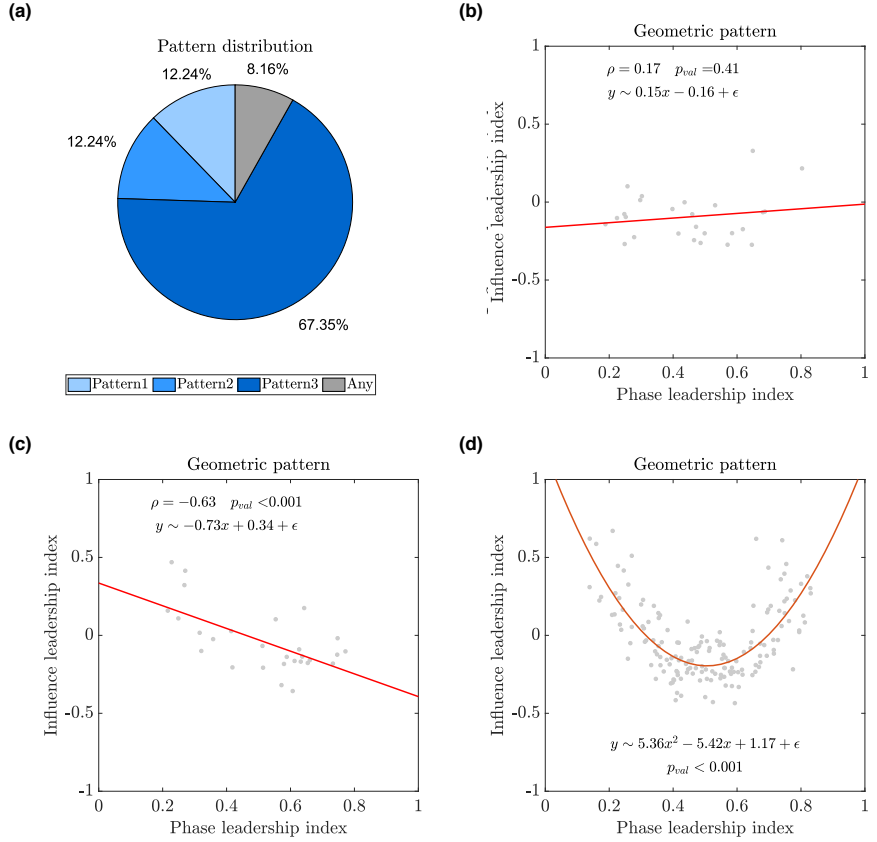 (a)
Pattern distribution
12.24%
8.16%
12.24%
67.35%
Pattern1 Pattern2 Pattern3 Any
(b)
Geometric pattern
ρ = 0.17 p_val =0.41
y ∼ 0.15x − 0.16 + ϵ
Influence leadership index
1
0.5
0
-0.5
-1
0 0.2 0.4 0.6 0.8 1
Phase leadership index
(c)
Geometric pattern
ρ = −0.63 p_val <0.001
y ∼ −0.73x + 0.34 + ϵ
Influence leadership index
1
0.5
0
-0.5
-1
0 0.2 0.4 0.6 0.8 1
Phase leadership index
(d)
Geometric pattern
Influence leadership index
1
0.5
0
-0.5
-1
y ∼ 5.36x² − 5.42x + 1.17 + ϵ
p_val < 0.001
0 0.2 0.4 0.6 0.8 1
Phase leadership index